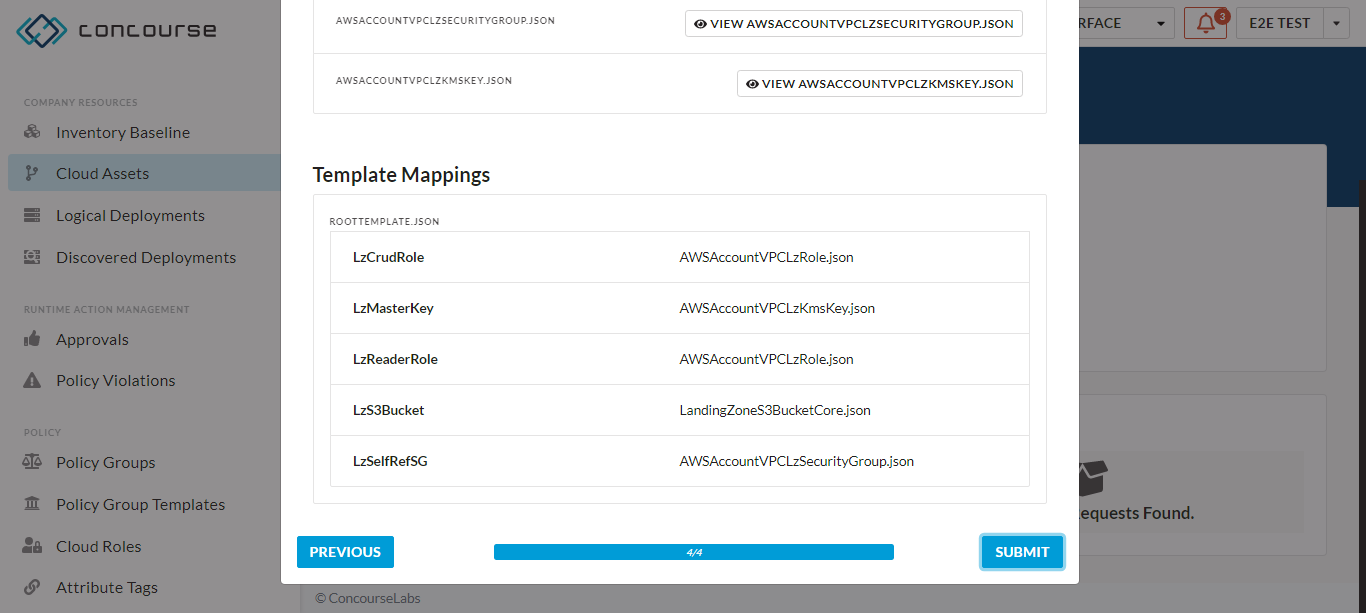 concourse
COMPANY RESOURCES
Inventory Baseline
Cloud Assets
Logical Deployments
Discovered Deployments
RUNTIME ACTION MANAGEMENT
Approvals
Policy Violations
POLICY
Policy Groups
Policy Group Templates
Cloud Roles
Attribute Tags
AWSACCOUNTVPCLZSECURITYGROUP.JSON
VIEW AWSACCOUNTVPCLZSECURITYGROUP.JSON
AWSACCOUNTVPCLZKMSKEY.JSON
VIEW AWSACCOUNTVPCLZKMSKEY.JSON
Template Mappings
ROOTTEMPLATE.JSON
LzCrudRole AWSAccountVPCLzRole.json
LzMasterKey AWSAccountVPCLzKmsKey.json
LzReaderRole AWSAccountVPCLzRole.json
LzS3Bucket LandingZoneS3BucketCore.json
LzSelfRefSG AWSAccountVPCLzSecurityGroup.json
PREVIOUS 4/4 SUBMIT
RFACE 3 E2E TEST
equests Found.
© ConcourseLabs